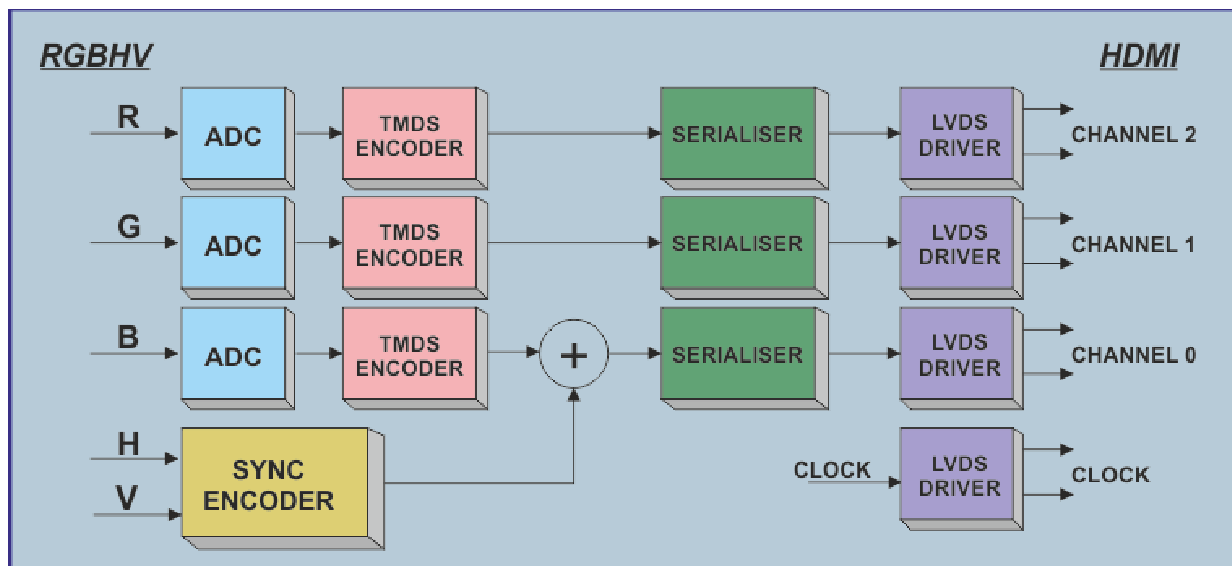 RGBHV
HDMI
R
ADC
TMDS
ENCODER
SERIALISER
LVDS
DRIVER
CHANNEL 2
G
ADC
TMDS
ENCODER
SERIALISER
LVDS
DRIVER
CHANNEL 1
B
ADC
TMDS
ENCODER
+
SERIALISER
LVDS
DRIVER
CHANNEL 0
H
V
SYNC
ENCODER
CLOCK
LVDS
DRIVER
CLOCK